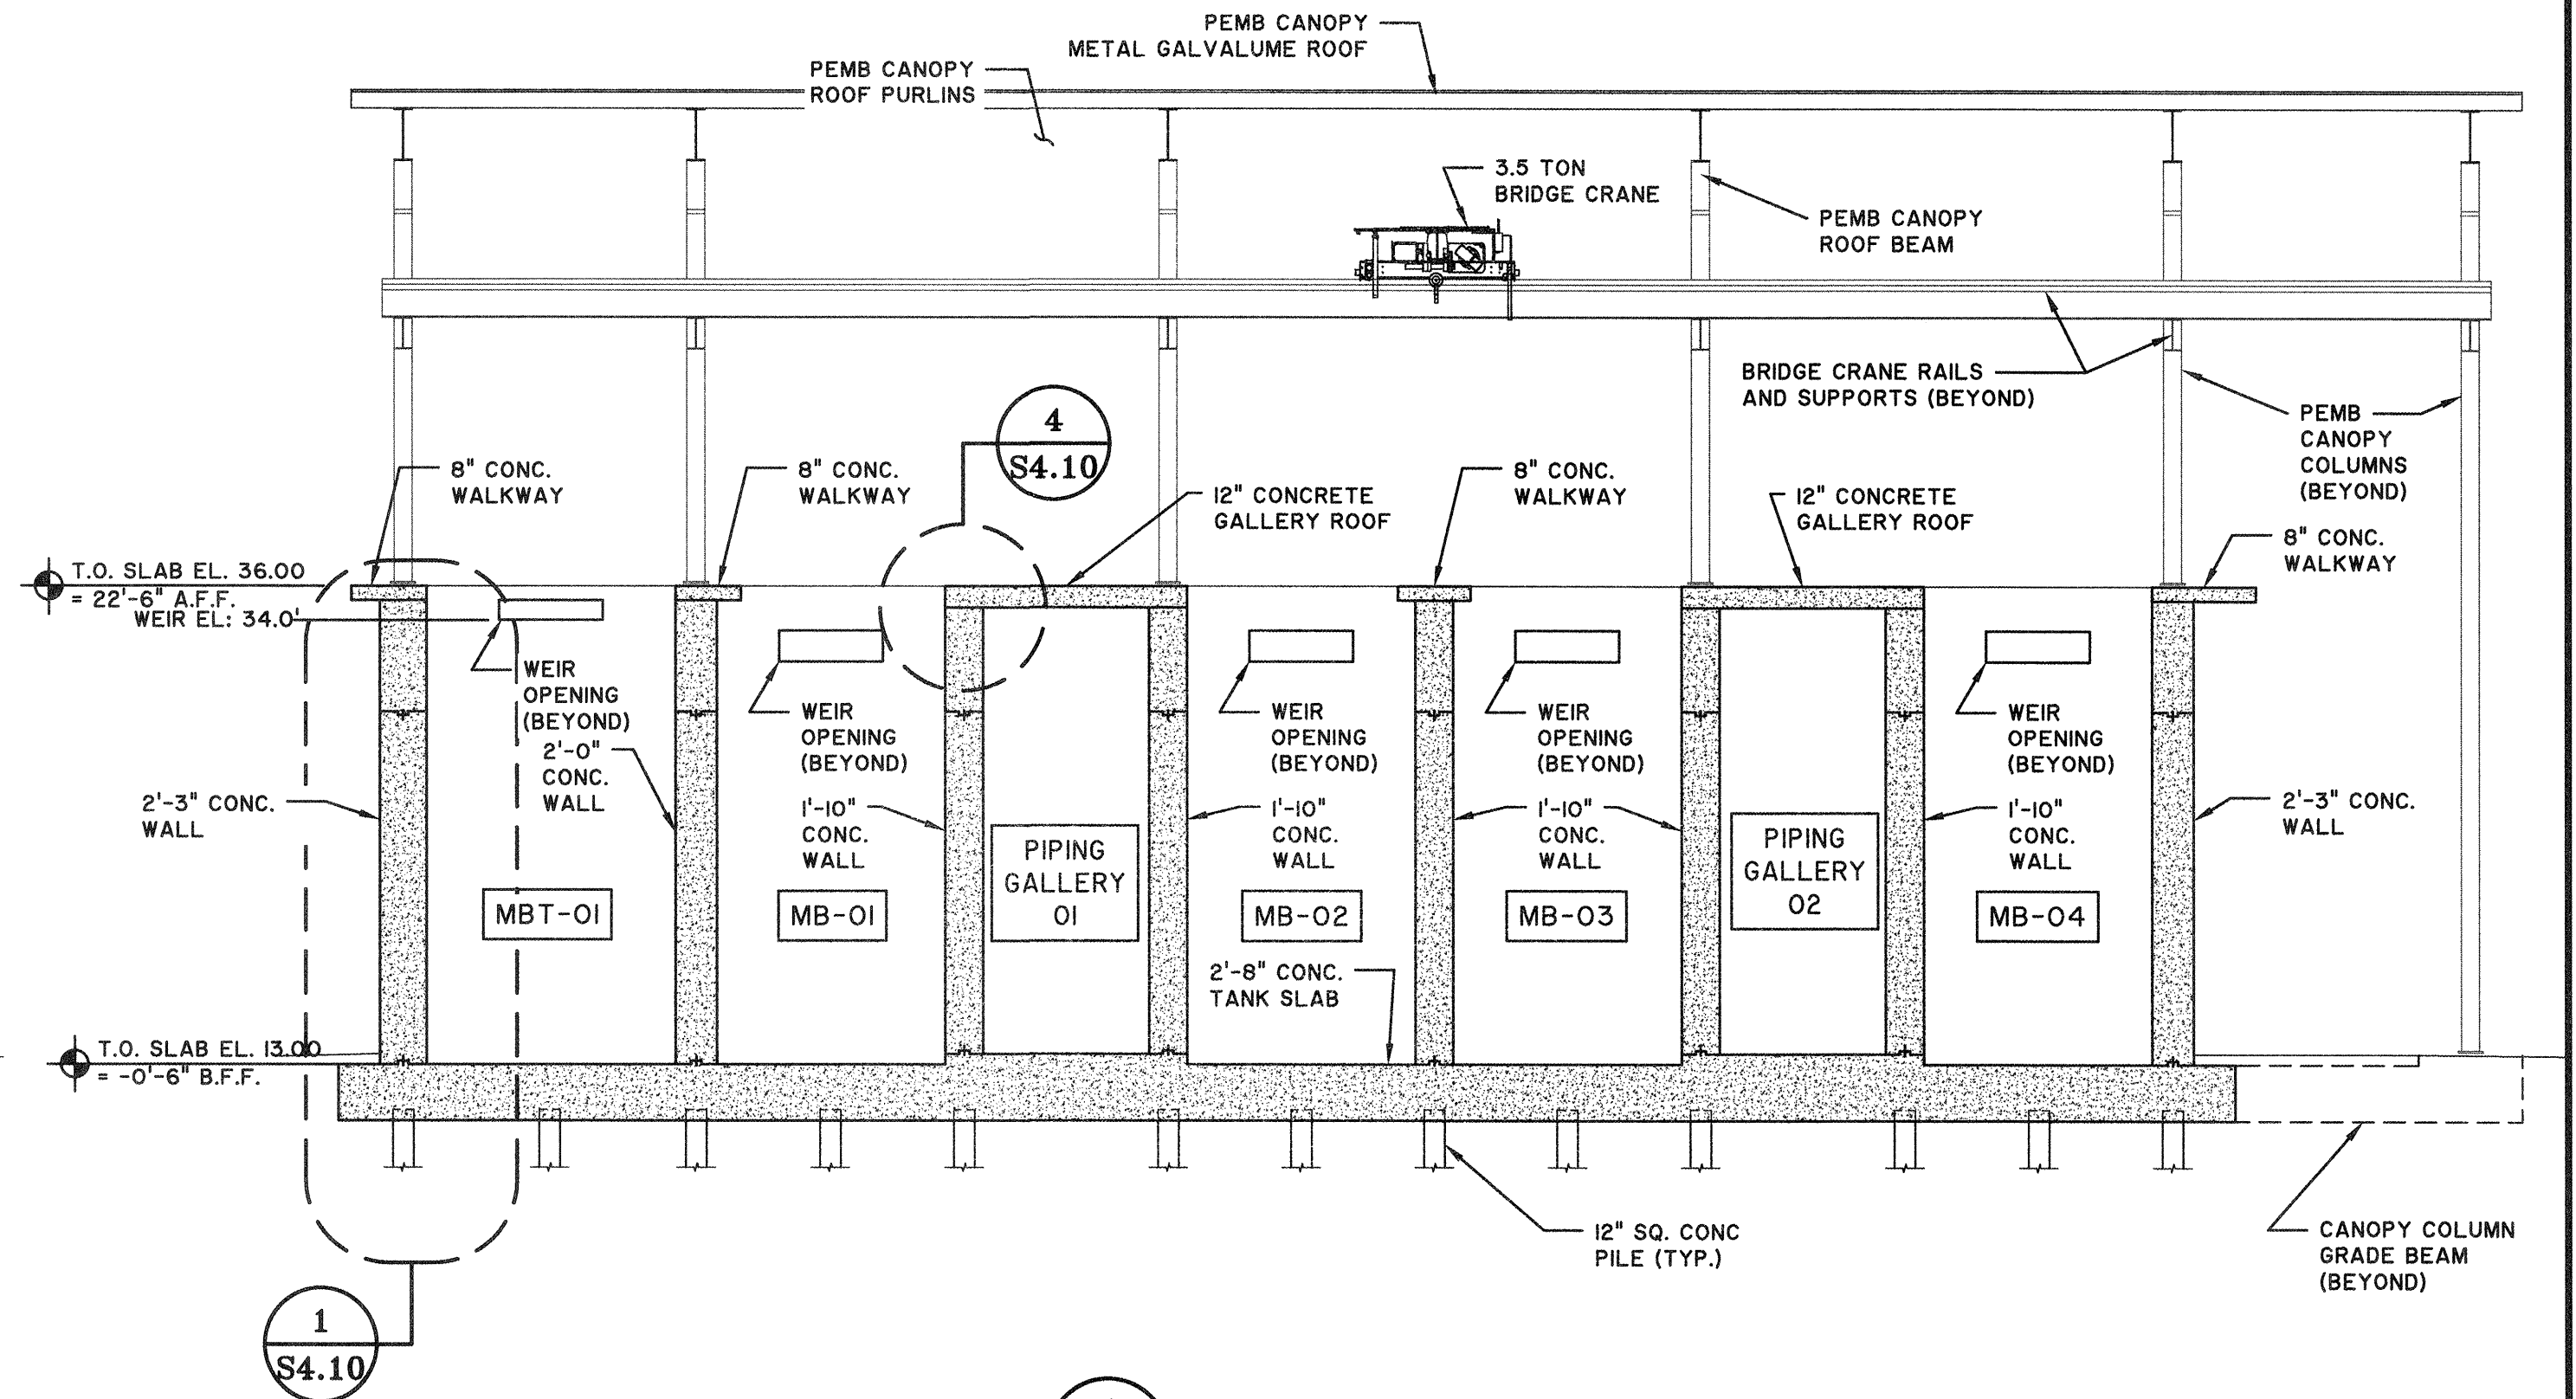 PEMB CANOPY
METAL GALVALUME ROOF
PEMB CANOPY
ROOF PURLINS
3.5 TON
BRIDGE CRANE
PEMB CANOPY
ROOF BEAM
BRIDGE CRANE RAILS
AND SUPPORTS (BEYOND)
PEMB
CANOPY
COLUMNS
(BEYOND)
4
S4.10
8" CONC.
WALKWAY
8" CONC.
WALKWAY
12" CONCRETE
GALLERY ROOF
8" CONC.
WALKWAY
12" CONCRETE
GALLERY ROOF
8" CONC.
WALKWAY
T.O. SLAB EL. 36.00
= 22'-6" A.F.F.
WEIR EL: 34.0'
WEIR
OPENING
(BEYOND)
WEIR
OPENING
(BEYOND)
WEIR
OPENING
(BEYOND)
WEIR
OPENING
(BEYOND)
WEIR
OPENING
(BEYOND)
2'-3" CONC.
WALL
2'-0"
CONC.
WALL
1'-10"
CONC.
WALL
1'-10"
CONC.
WALL
1'-10"
CONC.
WALL
1'-10"
CONC.
WALL
2'-3" CONC.
WALL
MBT-01
MB-01
PIPING
GALLERY
01
MB-02
MB-03
PIPING
GALLERY
02
MB-04
2'-8" CONC.
TANK SLAB
T.O. SLAB EL. 13.00
= -0'-6" B.F.F.
12" SQ. CONC
PILE (TYP.)
CANOPY COLUMN
GRADE BEAM
(BEYOND)
1
S4.10